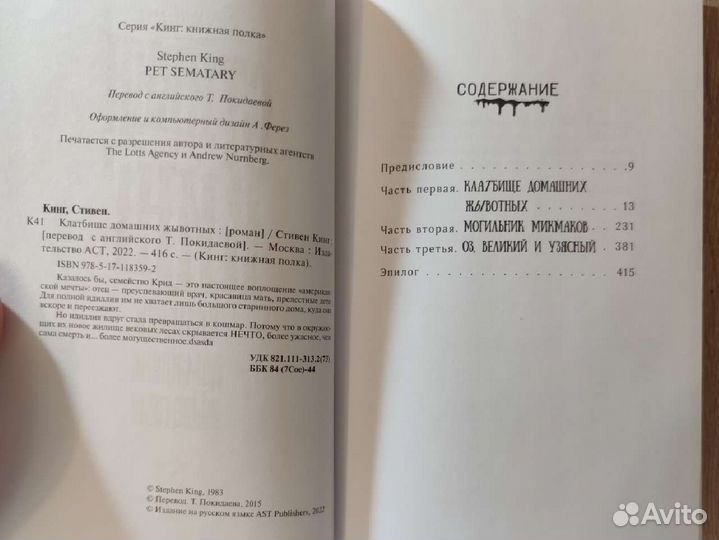 Серия «Кинг: книжная полка»
Stephen King
PET SEMATARY
Перевод с английского Т. Покидаевой
Оформление и компьютерный дизайн А. Ферез
Печатается с разрешения автора и литературных агентств
The Lotts Agency и Andrew Nurnberg.
Кинг, Стивен.
К41 Клатбище домашних жывотных : [роман] / Стивен Кинг ;
[перевод с английского Т. Покидаевой]. — Москва : Изда-
тельство АСТ, 2022. — 416 с. — (Кинг: книжная полка).
ISBN 978-5-17-118359-2
Казалось бы, семейство Крид — это настоящее воплощение «американ-
ской мечты»: отец — преуспевающий врач, красавица мать, прелестные дети
Для полной идиллии им не хватает лишь большого старинного дома, куда они
вскоре и переезжают.
Но идиллия вдруг стала превращаться в кошмар. Потому что в окружаю-
щих их новое жилище вековых лесах скрывается НЕЧТО, более ужасное, чем
сама смерть и... более могущественное.dsasda
УДК 821.111-313.2(73)
ББК 84 (7Сое)-44
© Stephen King, 1983
© Перевод. Т. Покидаева, 2015
© Издание на русском языке AST Publishers, 2022
СОДЕРЖАНИЕ
Предисловие .9
Часть первая. КЛАТБИЩЕ ДОМАШНИХ
ЖЫВОТНЫХ 13
Часть вторая. МОГИЛЬНИК МИКМАКОВ 231
Часть третья. ОЗ, ВЕЛИКИЙ И УЗЯСНЫЙ 381
Эпилог 415
Avito